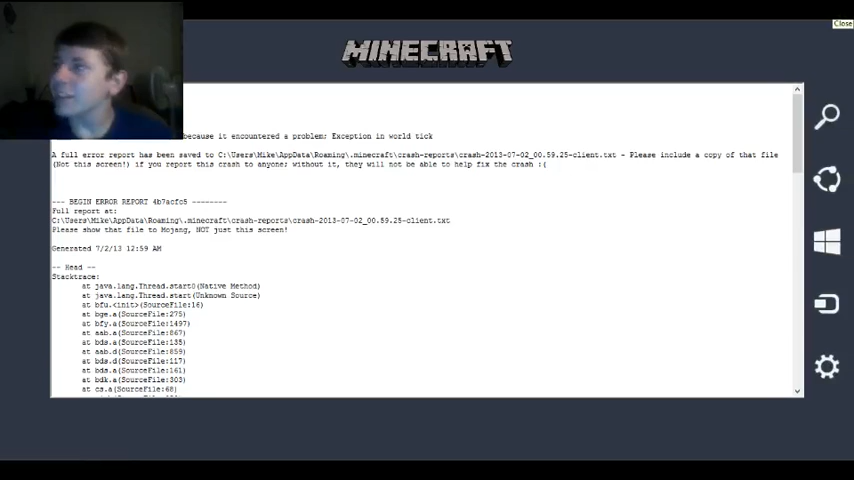 Close
MINECRAFT
because it encountered a problem; Exception in world tick
A full error report has been saved to C:\Users\Mike\AppData\Roaming\.minecraft\crash-reports\crash-2013-07-02_00.59.25-client.txt - Please include a copy of that file
(Not this screen!) if you report this crash to anyone; without it, they will not be able to help fix the crash :(
--- BEGIN ERROR REPORT 4b7acfc5 --------
Full report at:
C:\Users\Mike\AppData\Roaming\.minecraft\crash-reports\crash-2013-07-02_00.59.25-client.txt
Please show that file to Mojang, NOT just this screen!
Generated 7/2/13 12:59 AM
-- Head --
Stacktrace:
at java.lang.Thread.start0(Native Method)
at java.lang.Thread.start(Unknown Source)
at bfu.<init>(SourceFile:16)
at bge.a(SourceFile:275)
at bfy.a(SourceFile:1497)
at aab.a(SourceFile:867)
at bds.a(SourceFile:135)
at aab.d(SourceFile:859)
at bds.d(SourceFile:117)
at bds.a(SourceFile:161)
at bdk.a(SourceFile:303)
at cs.a(SourceFile:68)